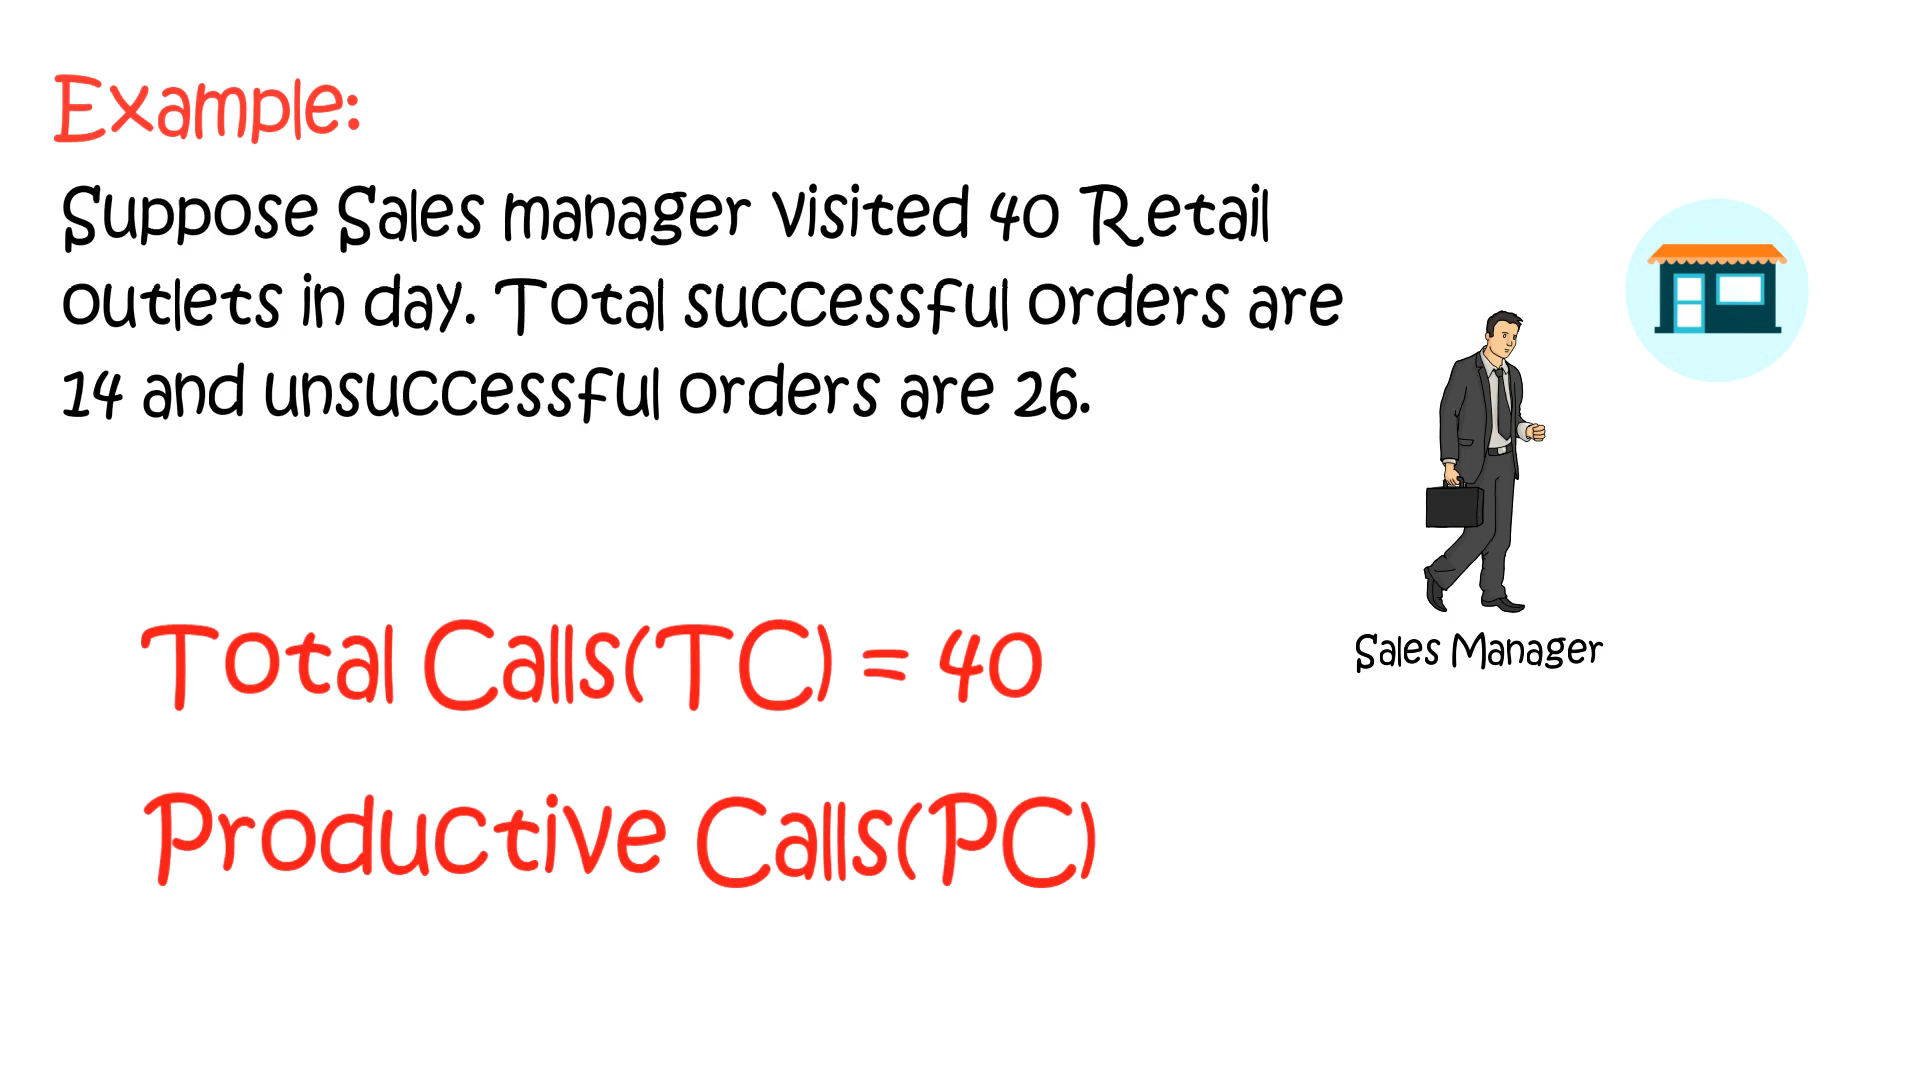 Example:
Suppose Sales manager visited 40 Retail
outlets in day. Total successful orders are
14 and unsuccessful orders are 26.
Sales Manager
Total Calls(TC) = 40
Productive Calls(PC)